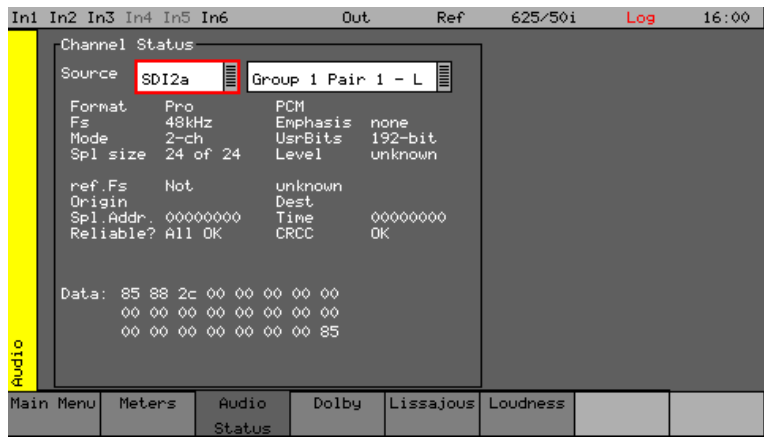 In1 In2 In3 In4 In5 In6 Out Ref 625/50i Log 16:00
Channel Status
Source SDI2a Group 1 Pair 1 - L
Format Pro PCM
Fs 48kHz Emphasis none
Mode 2-ch UsrBits 192-bit
Spl size 24 of 24 Level unknown
ref.Fs Not unknown
Origin Dest
Spl.Addr. 00000000 Time 00000000
Reliable? All OK CRCC OK
Data: 85 88 2c 00 00 00 00 00
00 00 00 00 00 00 00 00
00 00 00 00 00 00 00 85
Audio
Main Menu Meters Audio Status Dolby Lissajous Loudness